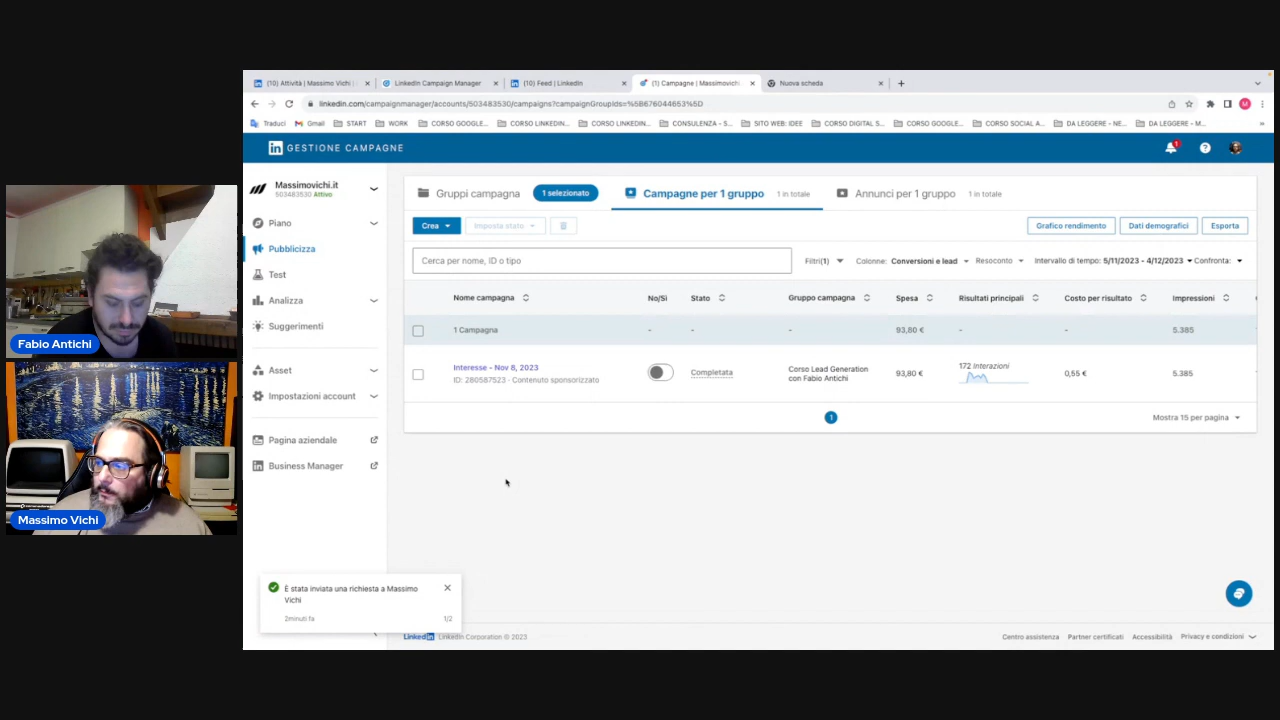 (10) Attività | Massimo Vichi |
LinkedIn Campaign Manager
(10) Feed | LinkedIn
(1) Campagne | Massimovichi.
Nuova scheda
linkedin.com/campaignmanager/accounts/503483530/campaigns?campaignGroupIds=%5B676044653%5D
Traduci
Gmail
START
WORK
CORSO GOOGLE...
CORSO LINKEDIN...
CORSO LINKEDIN...
CONSULENZA - S...
SITO WEB: IDEE
CORSO DIGITAL S...
CORSO GOOGLE...
CORSO SOCIAL A...
DA LEGGERE - NE...
DA LEGGERE - M...
»
in GESTIONE CAMPAGNE
1
Massimovichi.it
503483530 Attivo
Piano
Pubblicizza
Test
Analizza
Suggerimenti
Asset
Impostazioni account
Pagina aziendale
Business Manager
Gruppi campagna
1 selezionato
Campagne per 1 gruppo
1 in totale
Annunci per 1 gruppo
1 in totale
Crea
Imposta stato
Grafico rendimento
Dati demografici
Esporta
Cerca per nome, ID o tipo
Filtri(1)
Colonne: Conversioni e lead
Resoconto
Intervallo di tempo: 5/11/2023 - 4/12/2023
Confronta:
Nome campagna
No/Sì
Stato
Gruppo campagna
Spesa
Risultati principali
Costo per risultato
Impressioni
1 Campagna
-
-
-
93,80 €
-
-
5.385
Interesse - Nov 8, 2023
ID: 280587523 · Contenuto sponsorizzato
Completata
Corso Lead Generation
con Fabio Antichi
93,80 €
172 Interazioni
0,55 €
5.385
1
Mostra 15 per pagina
È stata inviata una richiesta a Massimo
Vichi
2minuti fa
1/2
LinkedIn LinkedIn Corporation © 2023
Centro assistenza
Partner certificati
Accessibilità
Privacy e condizioni
Fabio Antichi
Massimo Vichi